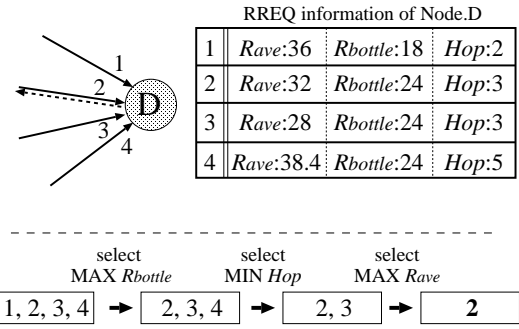 RREQ information of Node.D
1 Rave:36 Rbottle:18 Hop:2
2 Rave:32 Rbottle:24 Hop:3
3 Rave:28 Rbottle:24 Hop:3
4 Rave:38.4 Rbottle:24 Hop:5
1
2
D
3
4
select MAX Rbottle
select MIN Hop
select MAX Rave
1, 2, 3, 4
2, 3, 4
2, 3
2